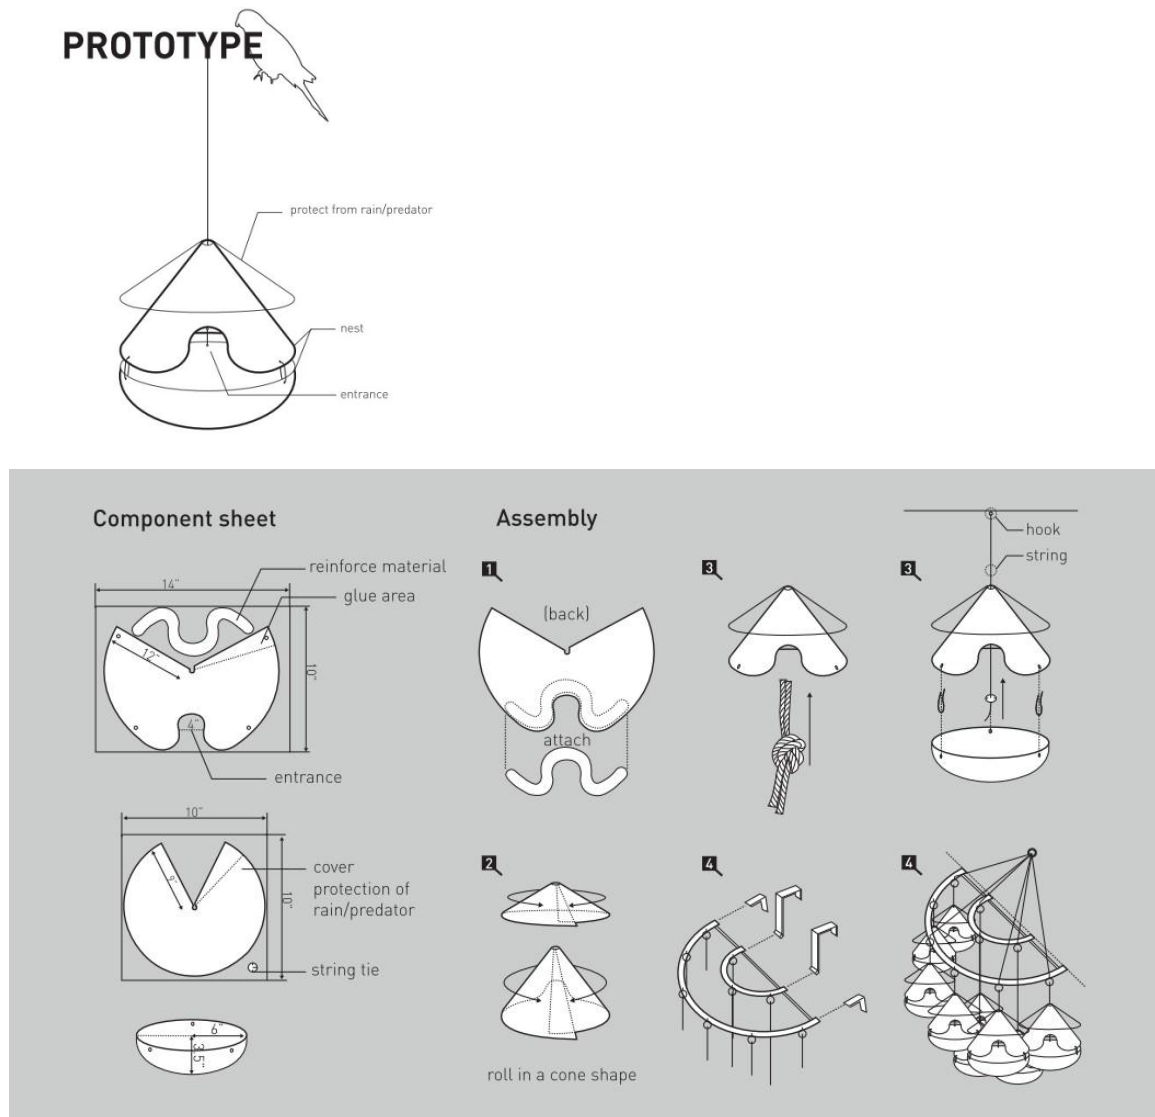 PROTOTYPE
protect from rain/predator
nest
entrance
Component sheet
reinforce material
glue area
14"
12"
10"
4"
entrance
10"
10"
cover
protection of
rain/predator
string tie
3.5"
Assembly
1
(back)
attach
2
roll in a cone shape
3
4
hook
string
3
4